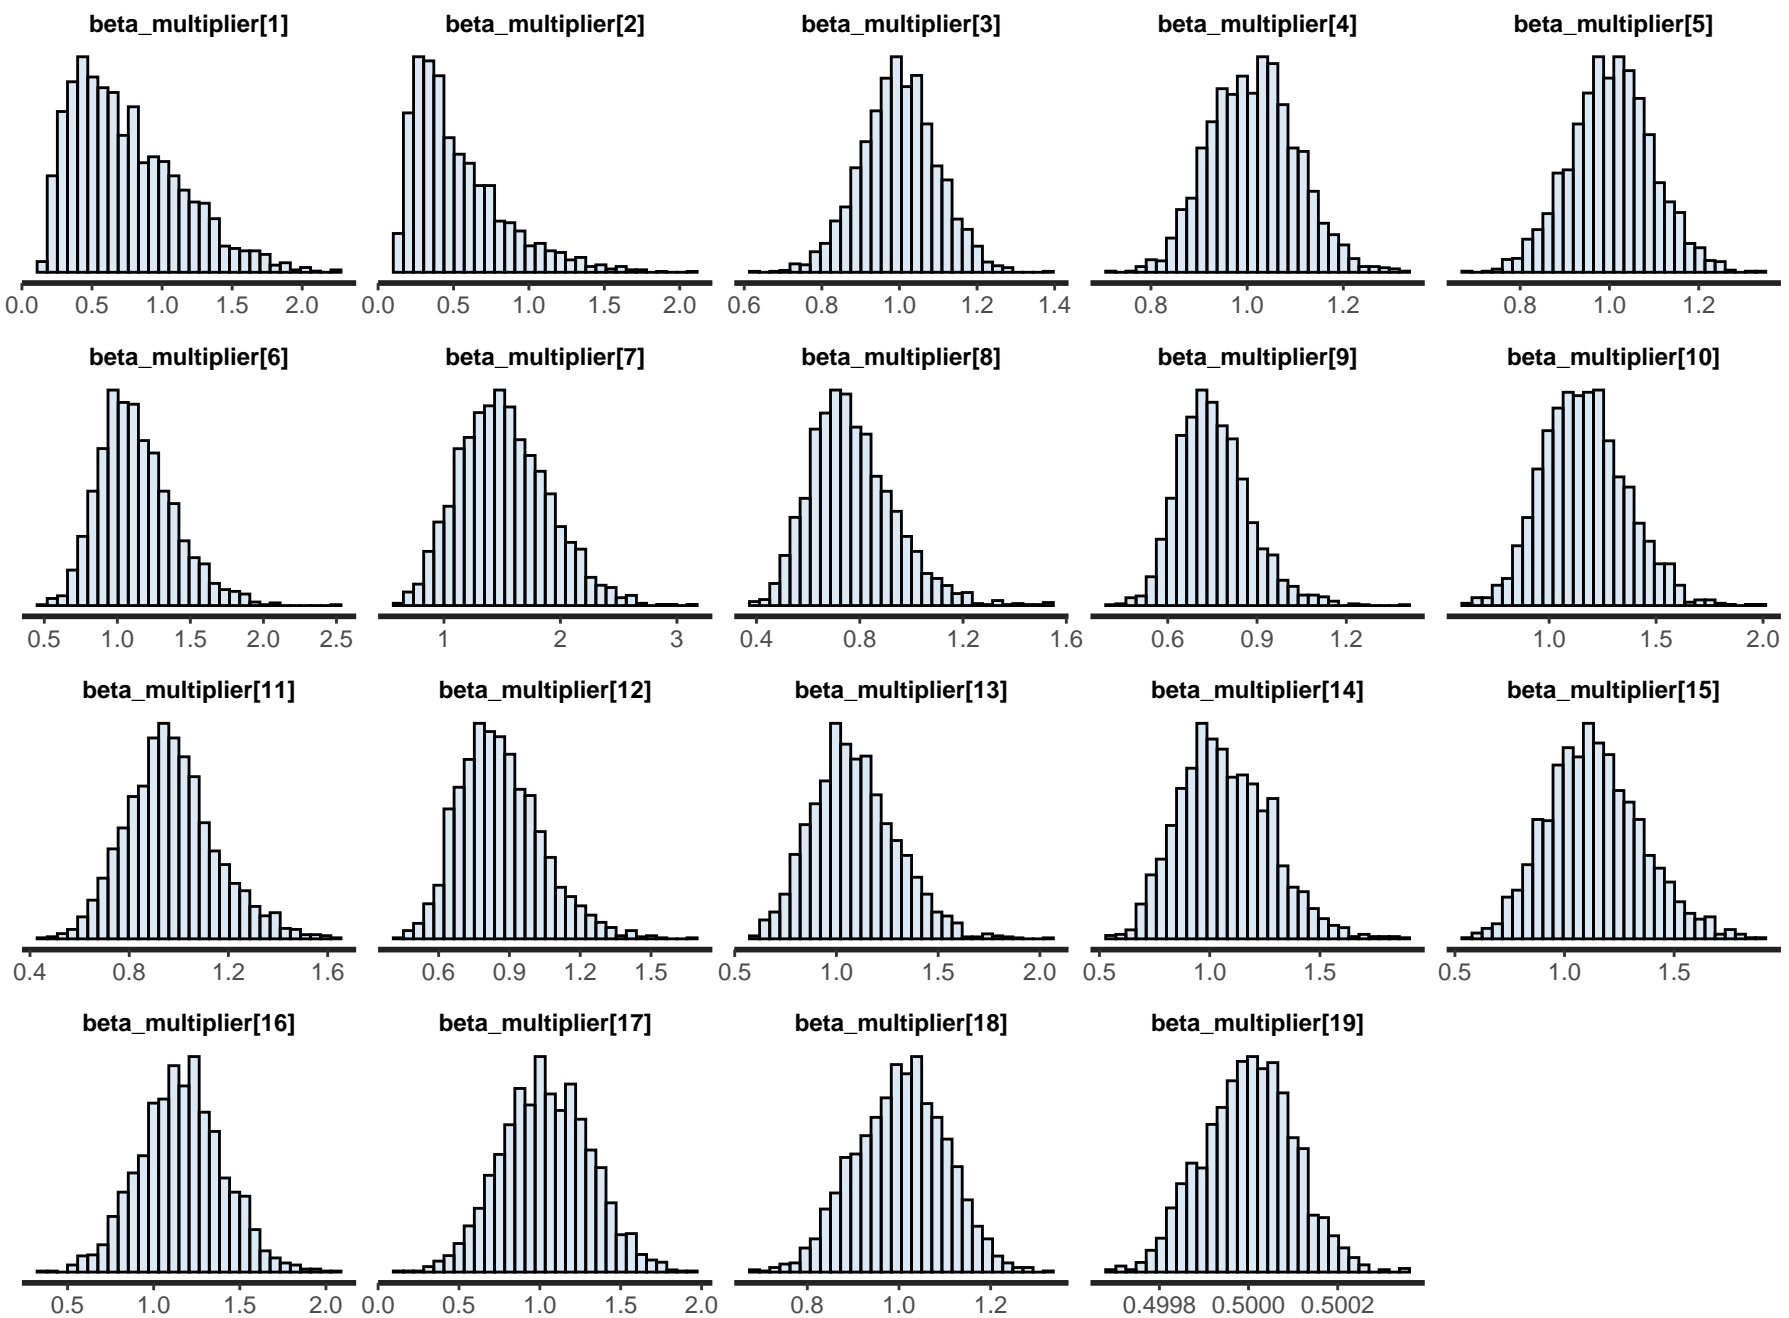 beta_multiplier[1] beta_multiplier[2] beta_multiplier[3] beta_multiplier[4] beta_multiplier[5]
0.0 0.5 1.0 1.5 2.0 0.0 0.5 1.0 1.5 2.0 0.6 0.8 1.0 1.2 1.4 0.8 1.0 1.2 0.8 1.0 1.2
beta_multiplier[6] beta_multiplier[7] beta_multiplier[8] beta_multiplier[9] beta_multiplier[10]
0.5 1.0 1.5 2.0 2.5 1 2 3 0.4 0.8 1.2 1.6 0.6 0.9 1.2 1.0 1.5 2.0
beta_multiplier[11] beta_multiplier[12] beta_multiplier[13] beta_multiplier[14] beta_multiplier[15]
0.4 0.8 1.2 1.6 0.6 0.9 1.2 1.5 0.5 1.0 1.5 2.0 0.5 1.0 1.5 0.5 1.0 1.5
beta_multiplier[16] beta_multiplier[17] beta_multiplier[18] beta_multiplier[19]
0.5 1.0 1.5 2.0 0.0 0.5 1.0 1.5 2.0 0.8 1.0 1.2 0.4998 0.5000 0.5002